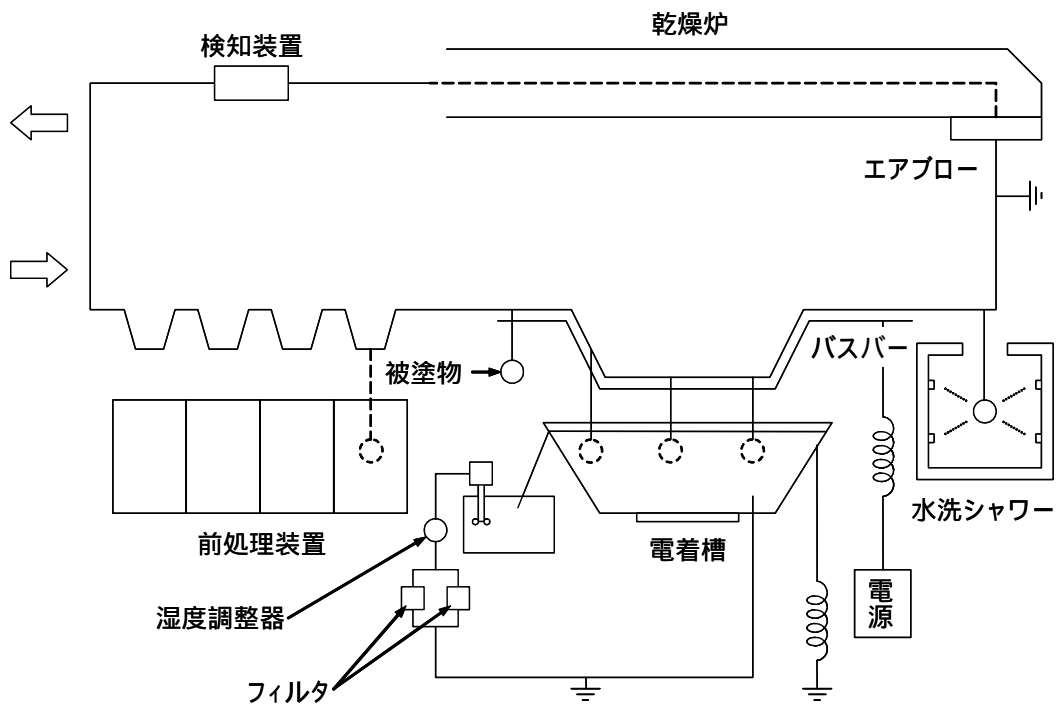 乾燥炉
検知装置
エアブロー
バスバー
被塗物
水洗シャワー
前処理装置
電着槽
湿度調整器
電
源
フィルタ